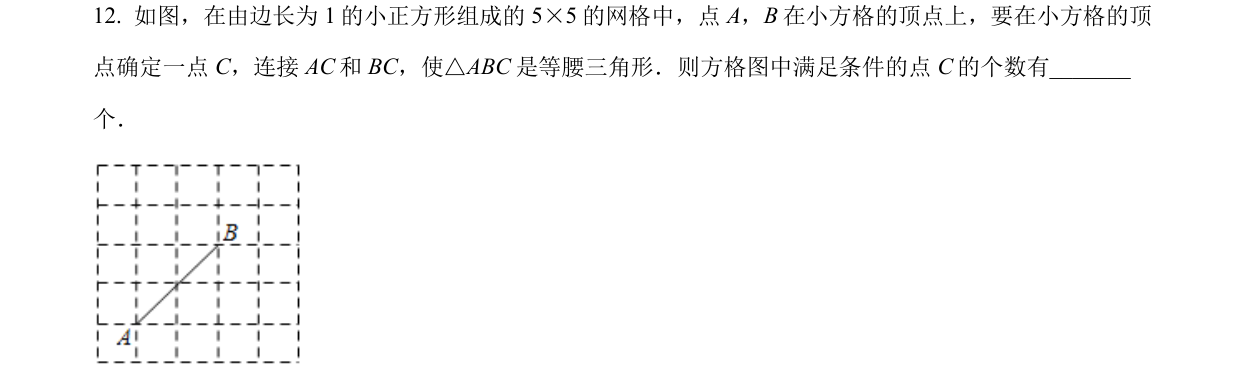 12. 如图，在由边长为 1 的小正方形组成的 5×5 的网格中，点 A，B 在小方格的顶点上，要在小方格的顶
点确定一点 C，连接 AC 和 BC，使△ABC 是等腰三角形．则方格图中满足条件的点 C 的个数有_______
个．
B
A